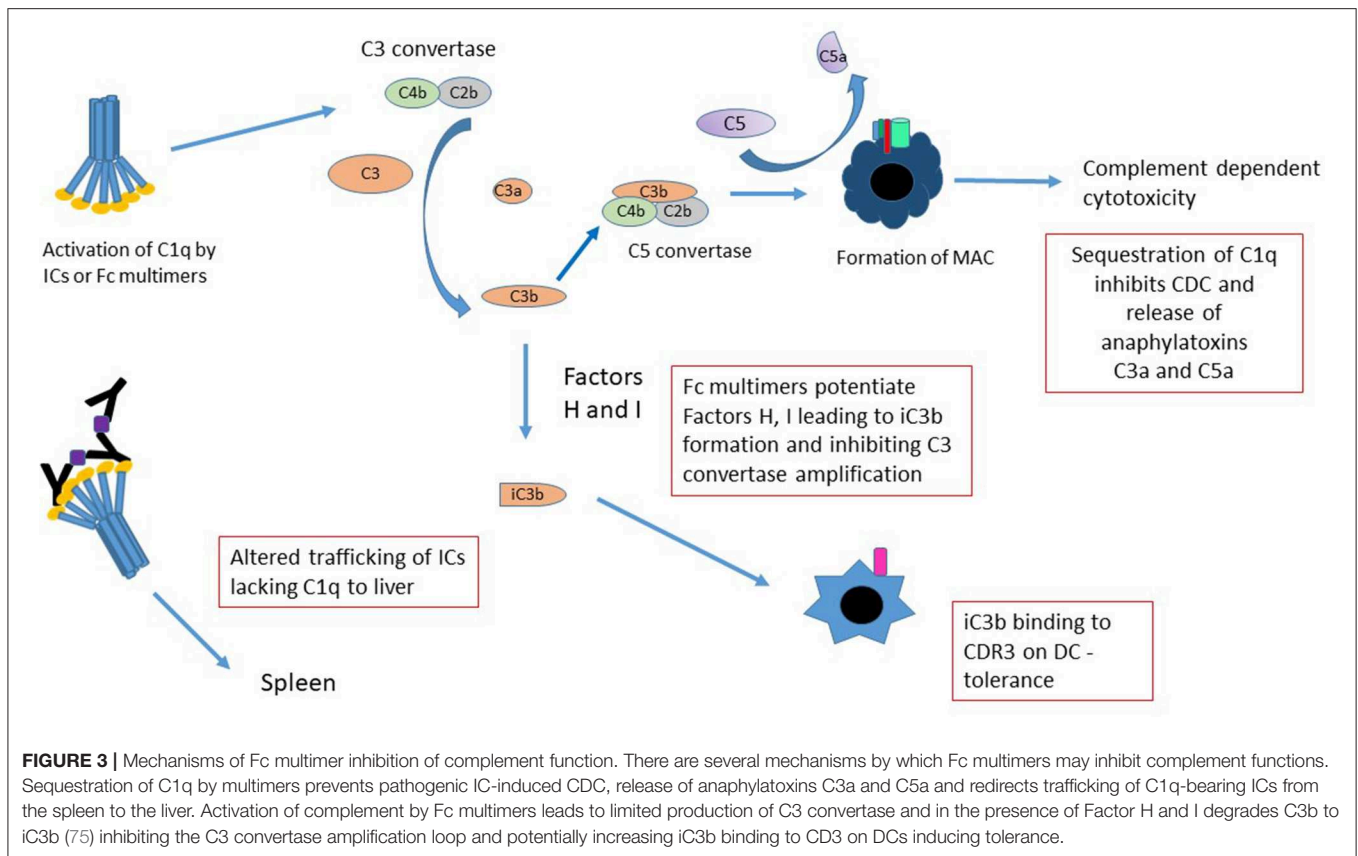 C3 convertase
C4b
C2b
C3
C3a
C3b
C5
C5a
C3b
C4b
C2b
C5 convertase
Activation of C1q by
ICs or Fc multimers
Formation of MAC
Complement dependent
cytotoxicity
Sequestration of C1q
inhibits CDC and
release of
anaphylatoxins
C3a and C5a
Factors
H and I
Fc multimers potentiate
Factors H, I leading to iC3b
formation and inhibiting C3
convertase amplification
iC3b
Altered trafficking of ICs
lacking C1q to liver
Spleen
iC3b binding to
CDR3 on DC -
tolerance
FIGURE 3 | Mechanisms of Fc multimer inhibition of complement function. There are several mechanisms by which Fc multimers may inhibit complement functions.
Sequestration of C1q by multimers prevents pathogenic IC-induced CDC, release of anaphylatoxins C3a and C5a and redirects trafficking of C1q-bearing ICs from
the spleen to the liver. Activation of complement by Fc multimers leads to limited production of C3 convertase and in the presence of Factor H and I degrades C3b to
iC3b (75) inhibiting the C3 convertase amplification loop and potentially increasing iC3b binding to CD3 on DCs inducing tolerance.